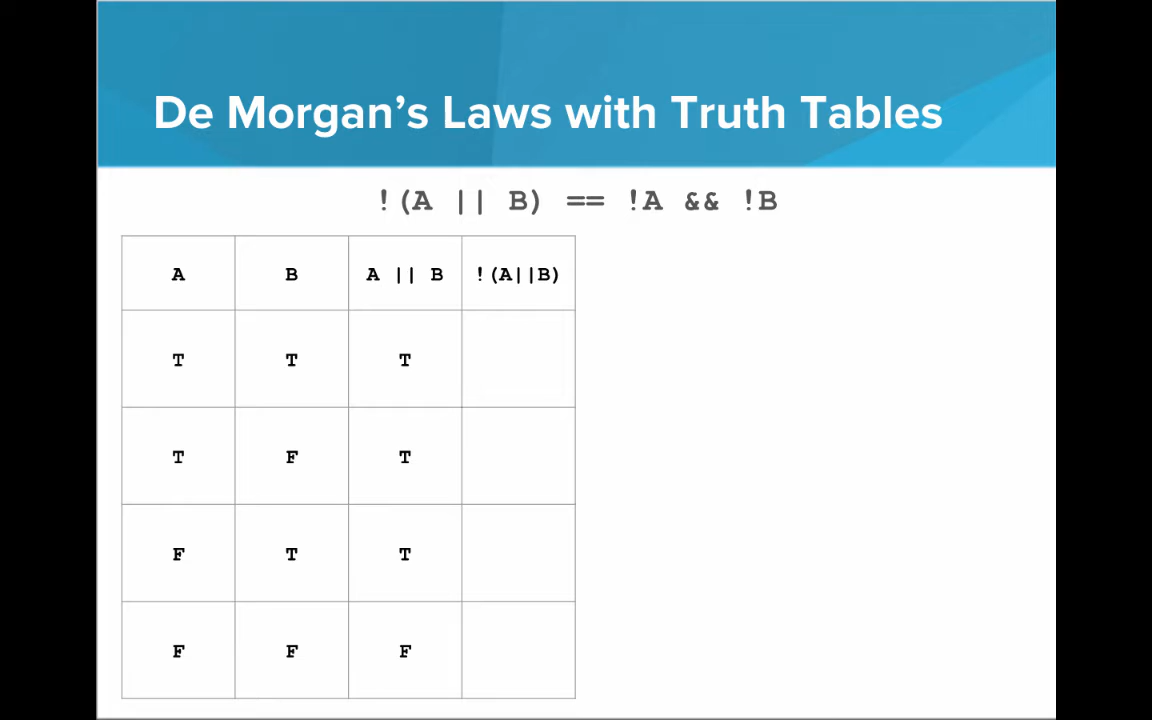 De Morgan’s Laws with Truth Tables
!(A || B) == !A && !B
A B A || B !(A||B)
T T T
T F T
F T T
F F F